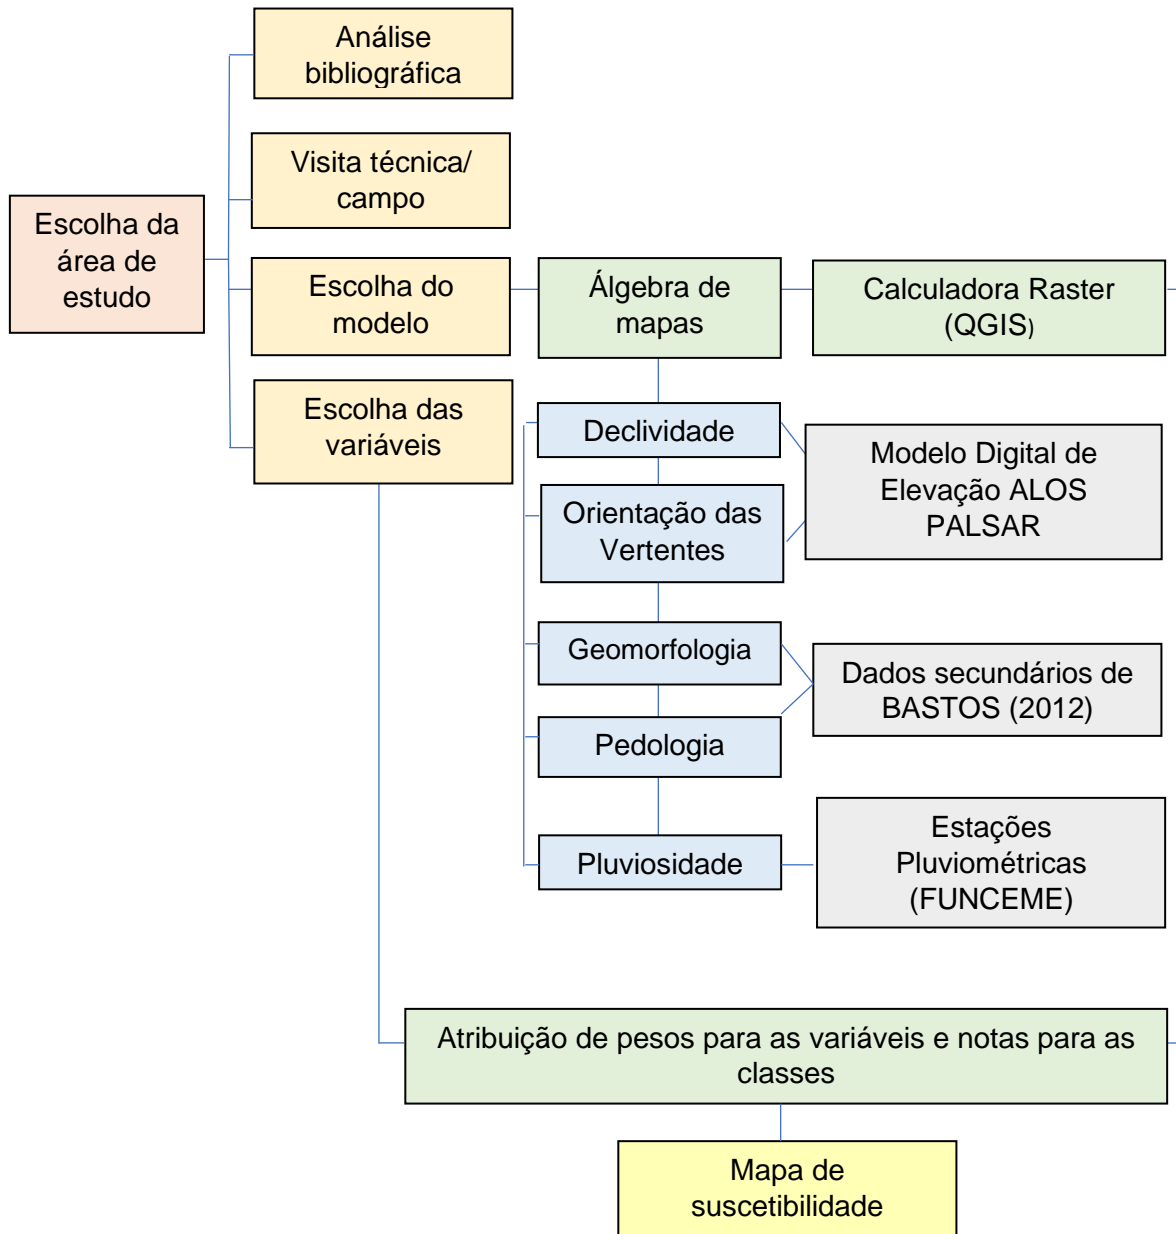 Análise
bibliográfica
Visita técnica/
campo
Escolha da
área de
estudo
Escolha do
modelo
Álgebra de
mapas
Calculadora Raster
(QGIS)
Escolha das
variáveis
Declividade
Modelo Digital de
Elevação ALOS
PALSAR
Orientação das
Vertentes
Geomorfologia
Dados secundários de
BASTOS (2012)
Pedologia
Pluviosidade
Estações
Pluviométricas
(FUNCEME)
Atribuição de pesos para as variáveis e notas para as
classes
Mapa de
suscetibilidade